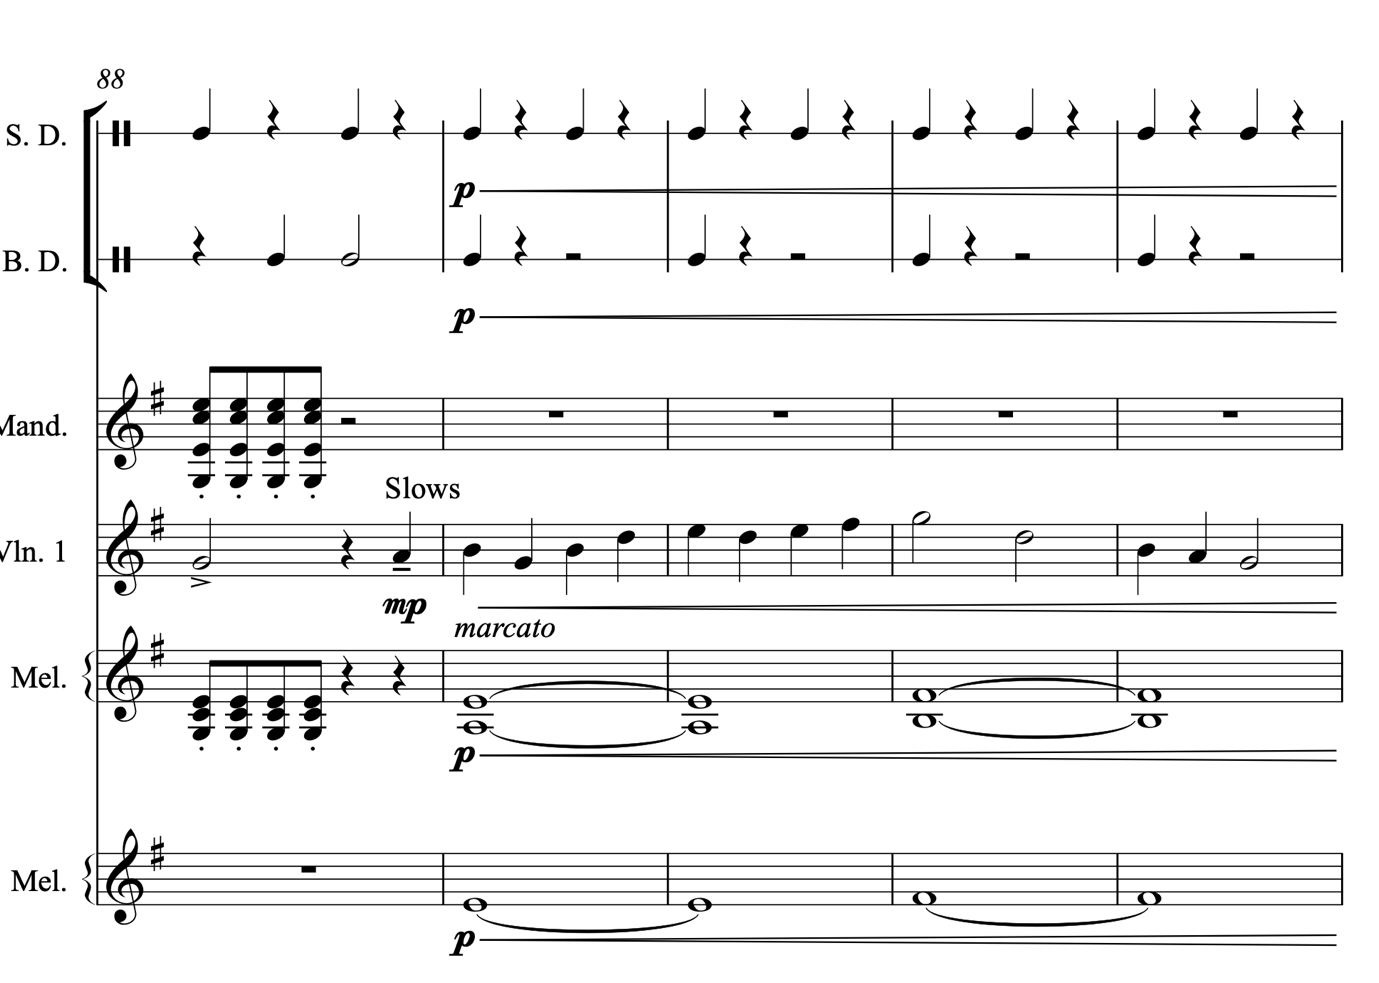 88
S. D.
p
B. D.
p
Mand.
Slows
Vln. 1
mp
marcato
Mel.
p
Mel.
p